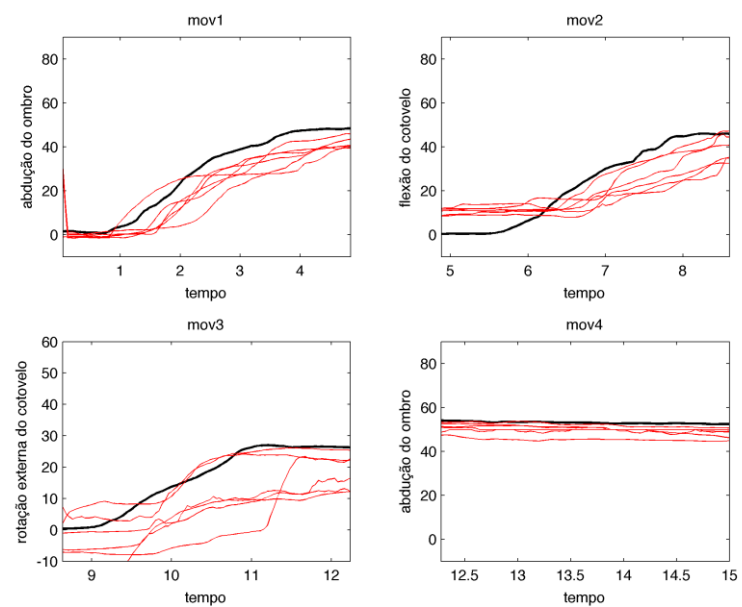 mov1
abdução do ombro
80
60
40
20
0
1 2 3 4
tempo
mov2
flexão do cotovelo
80
60
40
20
0
5 6 7 8
tempo
mov3
rotação externa do cotovelo
60
50
40
30
20
10
0
-10
9 10 11 12
tempo
mov4
abdução do ombro
80
60
40
20
0
12.5 13 13.5 14 14.5 15
tempo